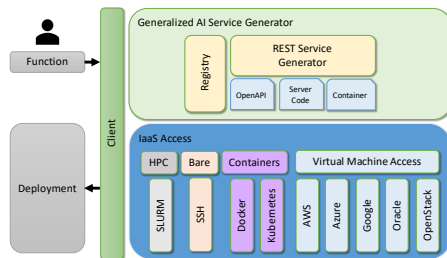 Generalized AI Service Generator
Function
Client
Registry
REST Service
Generator
OpenAPI
Server
Code
Container
Deployment
IaaS Access
HPC
Bare
Containers
Virtual Machine Access
SLURM
SSH
Docker
Kubernetes
AWS
Azure
Google
Oracle
OpenStack